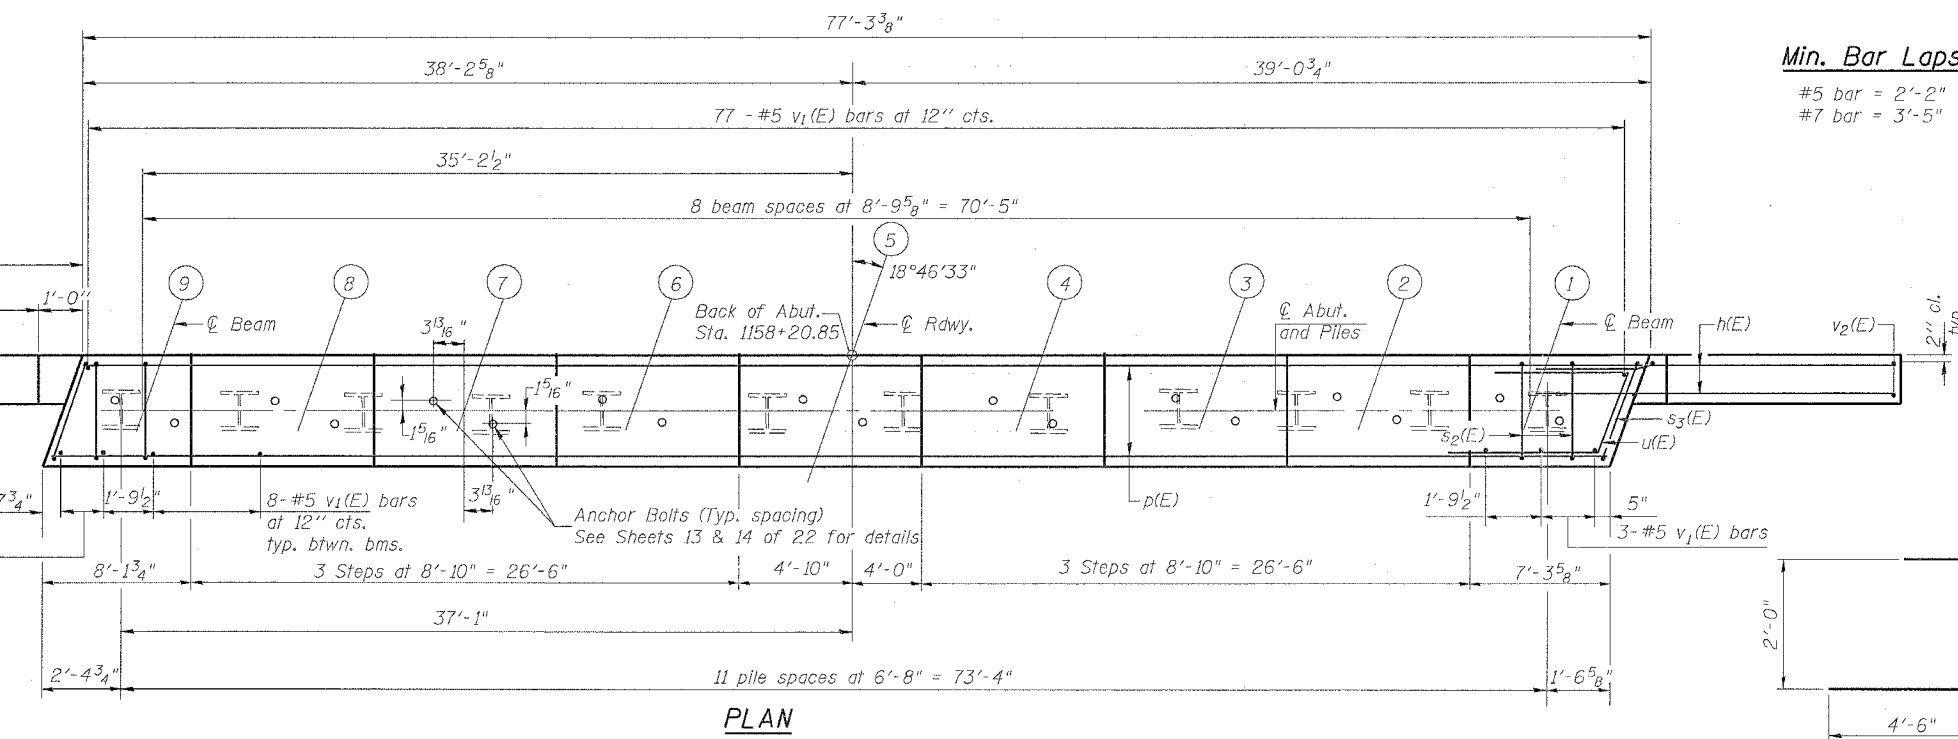 77'-3 3/8"
38'-2 5/8"
39'-0 3/4"
Min. Bar Laps
#5 bar = 2'-2"
#7 bar = 3'-5"
77 - #5 v1(E) bars at 12" cts.
35'-2 1/2"
8 beam spaces at 8'-9 5/8" = 70'-5"
5
18°46'33"
9
8
7
6
4
3
2
1
1'-0"
℄ Beam
3 13/16"
Back of Abut.
Sta. 1158+20.85
℄ Rdwy.
℄ Abut.
and Piles
℄ Beam
h(E)
v2(E)
2" cl.
typ.
1 5/16"
1 5/16"
s2(E)
s3(E)
u(E)
7 3/4"
1'-9 1/2"
8-#5 v1(E) bars
at 12" cts.
typ. btwn. bms.
3 13/16"
Anchor Bolts (Typ. spacing)
See Sheets 13 & 14 of 22 for details
p(E)
1'-9 1/2"
5"
3-#5 v1(E) bars
8'-1 3/4"
3 Steps at 8'-10" = 26'-6"
4'-10"
4'-0"
3 Steps at 8'-10" = 26'-6"
7'-3 5/8"
37'-1"
2'-0"
2'-4 3/4"
11 pile spaces at 6'-8" = 73'-4"
1'-6 5/8"
4'-6"
PLAN